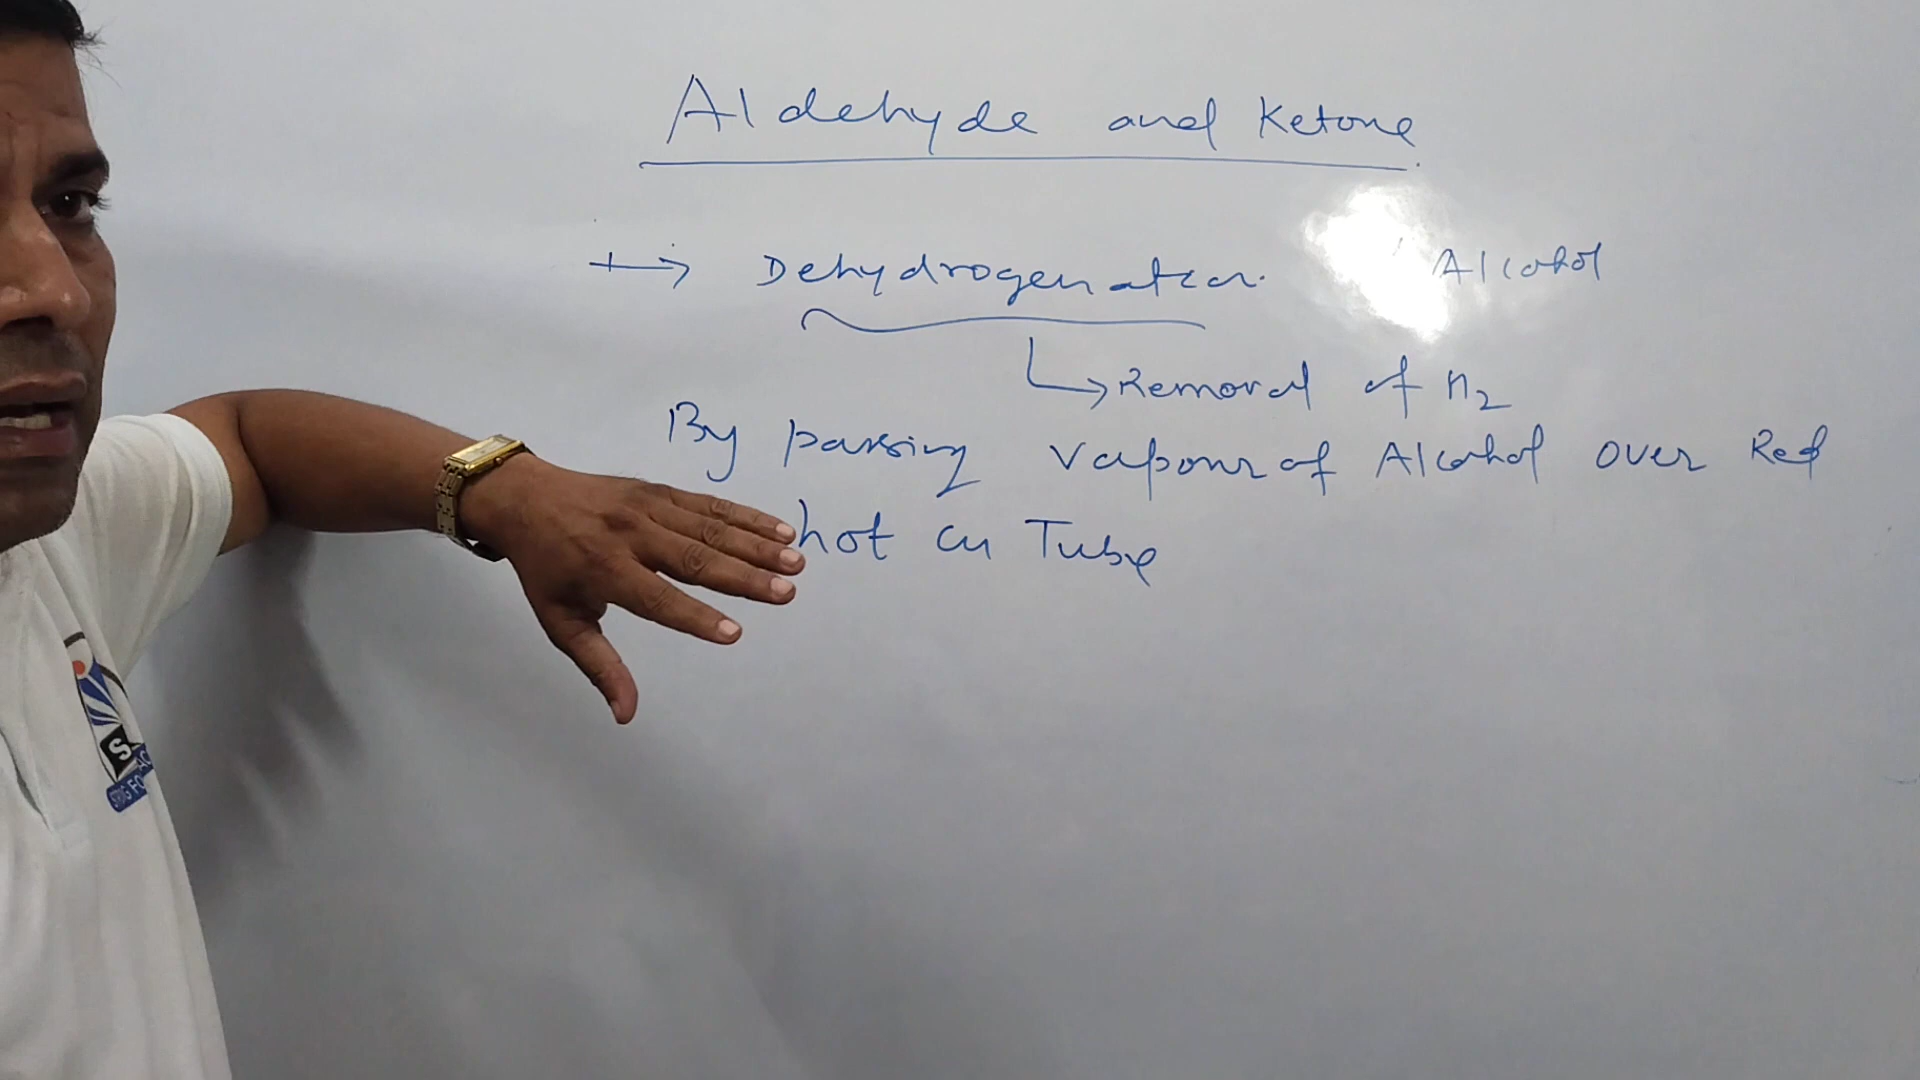 Aldehyde and Ketone
→ Dehydrogenation. Alcohol
↳ Removal of H2
By passing vapour of Alcohol over Red
hot Cu Tube
S